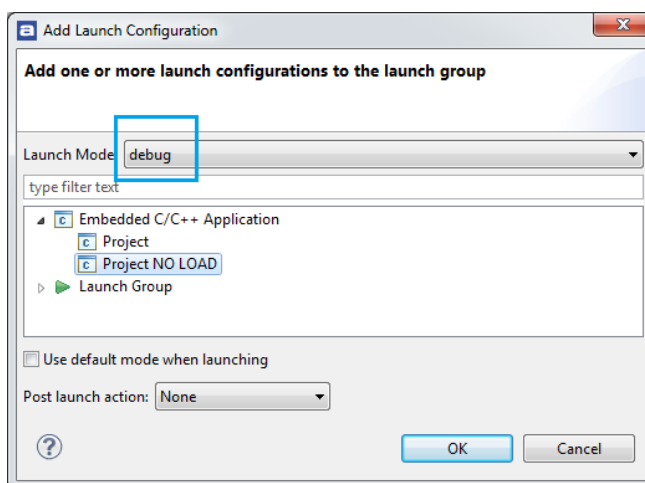 Add Launch Configuration
Add one or more launch configurations to the launch group
Launch Mode: debug
type filter text
Embedded C/C++ Application
Project
Project NO LOAD
Launch Group
Use default mode when launching
Post launch action: None
OK Cancel